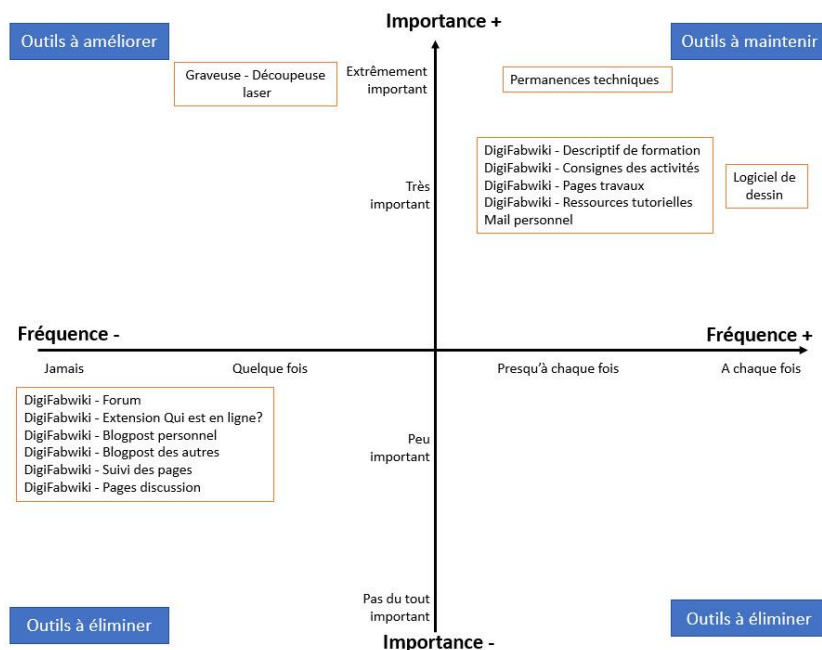 Importance +
Outils à améliorer
Outils à maintenir
Graveuse - Découpeuse
laser
Extrêmement
important
Permanences techniques
DigiFabwiki - Descriptif de formation
DigiFabwiki - Consignes des activités
DigiFabwiki - Pages travaux
DigiFabwiki - Ressources tutorielles
Mail personnel
Logiciel de
dessin
Très
important
Fréquence -
Fréquence +
Jamais
Quelque fois
Presqu'à chaque fois
A chaque fois
DigiFabwiki - Forum
DigiFabwiki - Extension Qui est en ligne?
DigiFabwiki - Blogpost personnel
DigiFabwiki - Blogpost des autres
DigiFabwiki - Suivi des pages
DigiFabwiki - Pages discussion
Peu
important
Pas du tout
important
Outils à éliminer
Outils à éliminer
Importance -